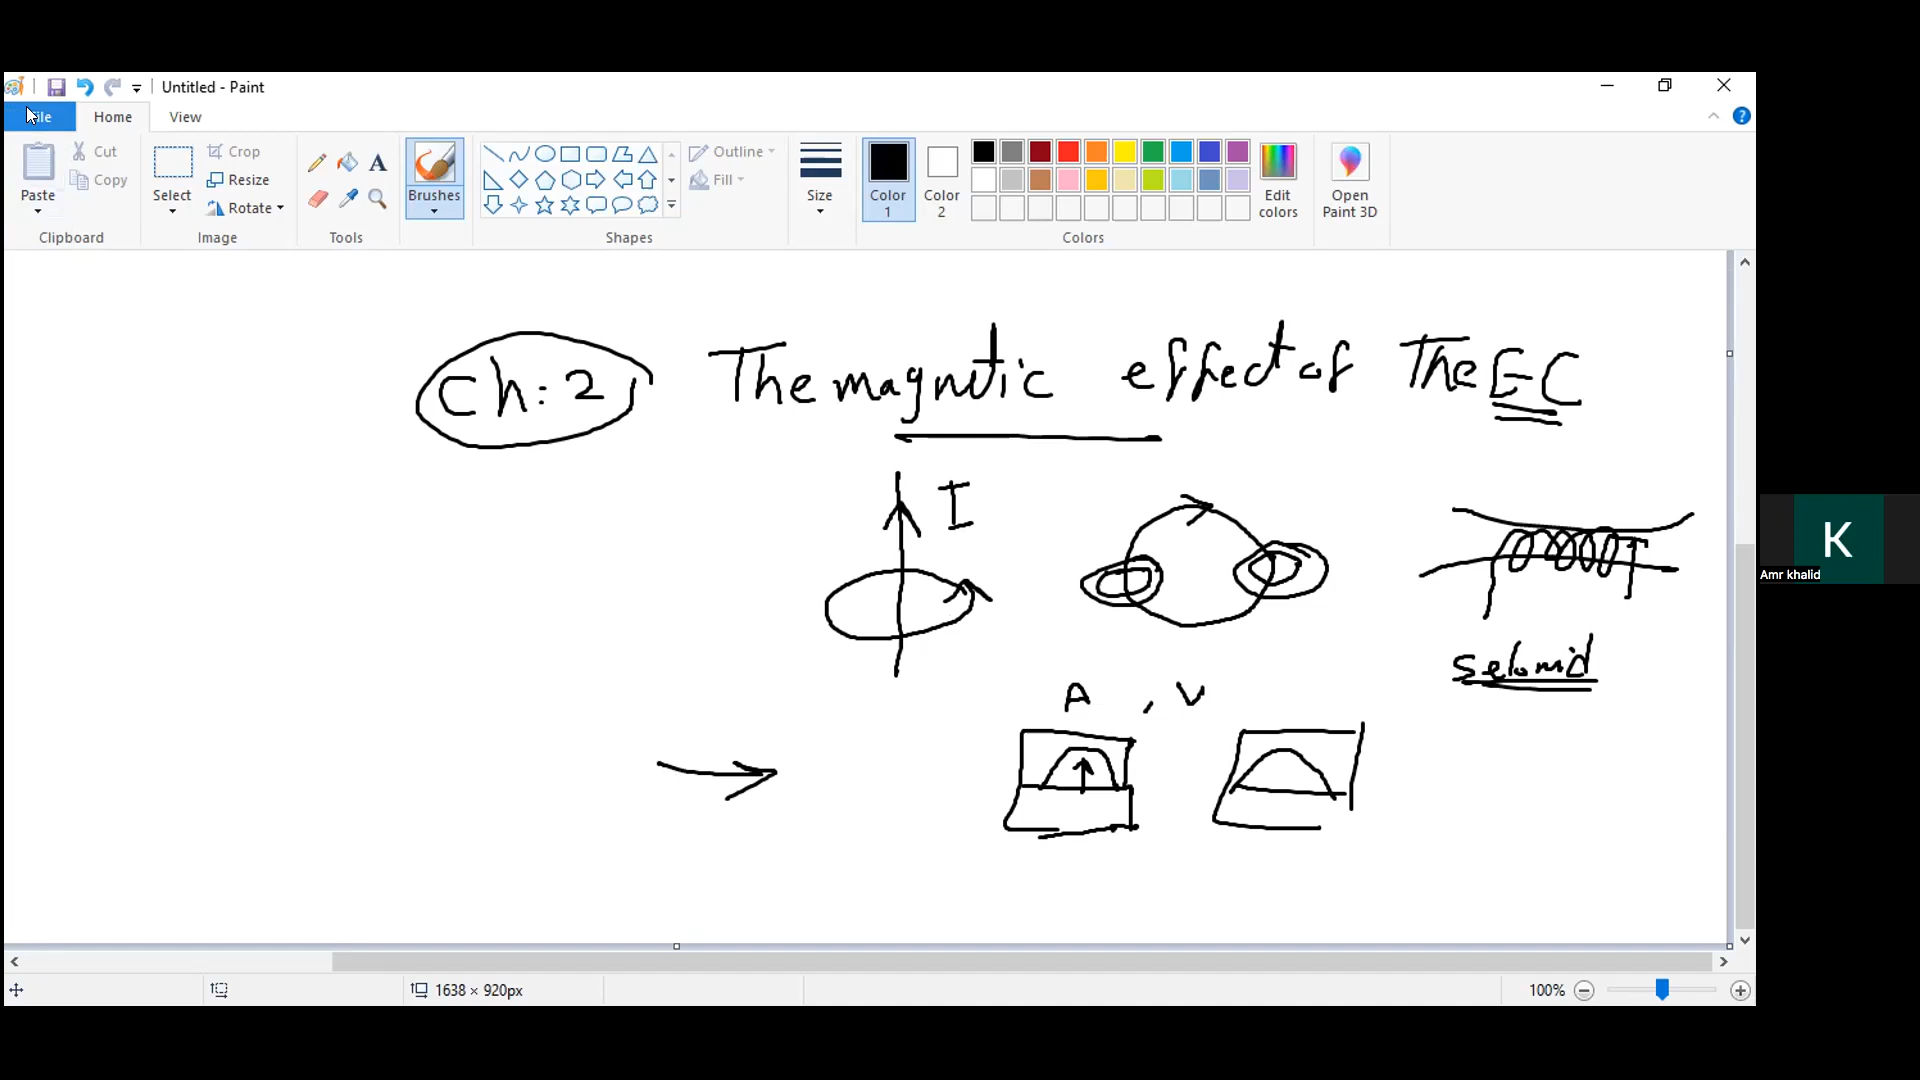 Untitled - Paint
File Home View
Paste Cut Copy Clipboard
Select Crop Resize Rotate Image
A Tools
Brushes
Outline Fill Shapes
Size
Color 1 Color 2 Edit colors Colors
Open Paint 3D
Ch:2 The magnetic effect of The EC
I
Selonid
A , V
K
Amr khalid
1638 × 920px 100%